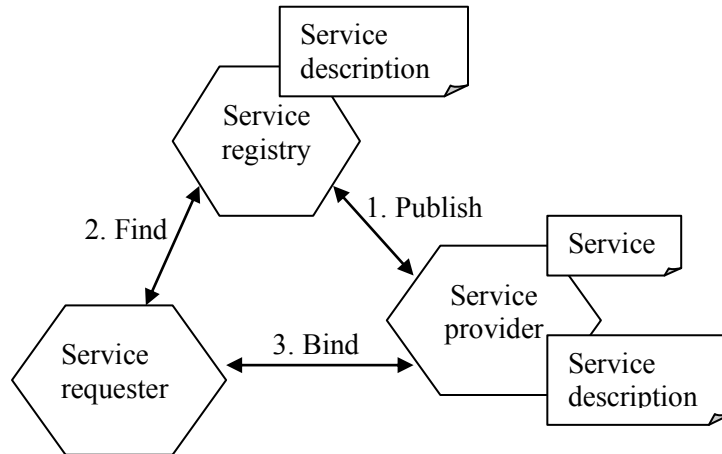 Service
description
Service
registry
1. Publish
2. Find
Service
Service
provider
3. Bind
Service
requester
Service
description